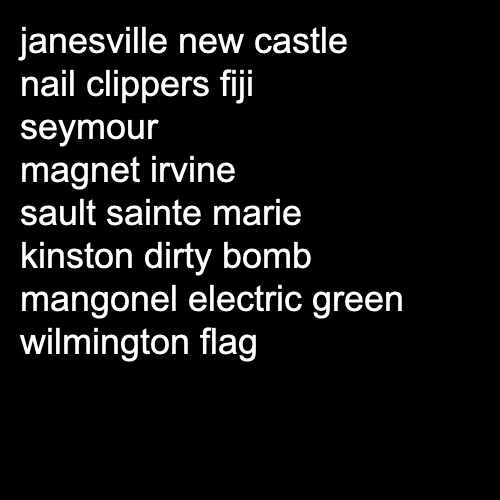 janesville new castle
nail clippers fiji
seymour
magnet irvine
sault sainte marie
kinston dirty bomb
mangonel electric green
wilmington flag